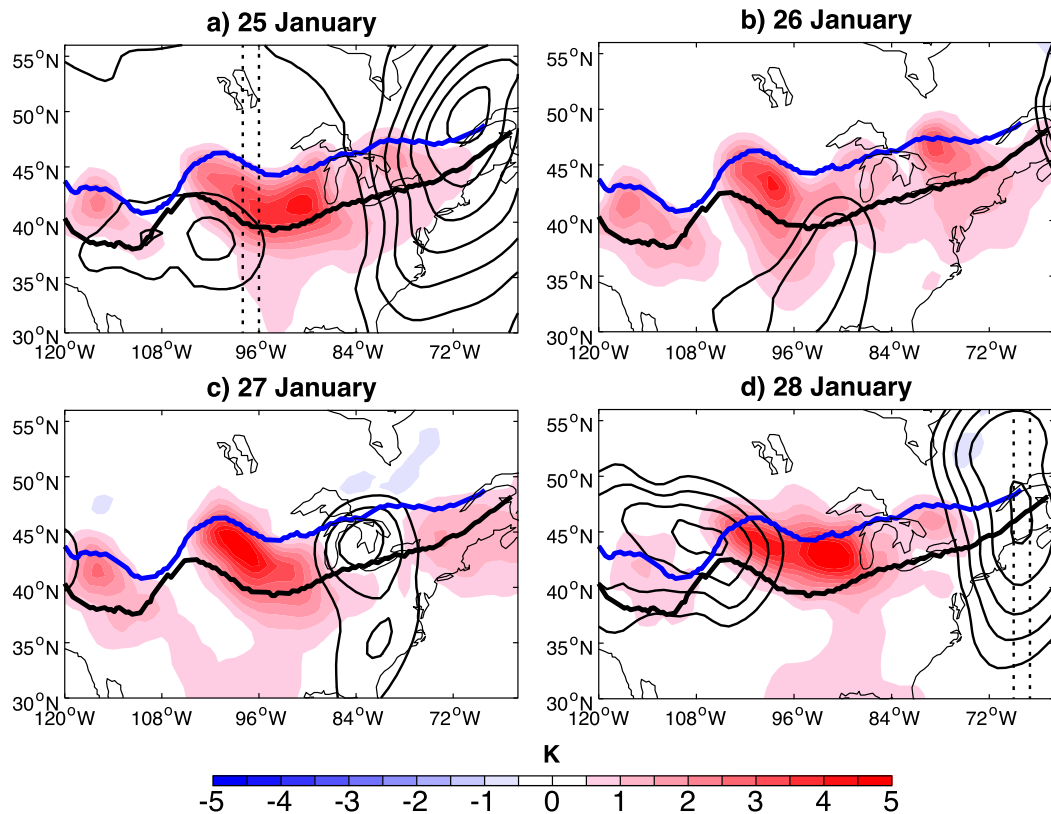 a) 25 January
b) 26 January
55°N
50°N
45°N
40°N
35°N
30°N
120°W 108°W 96°W 84°W 72°W
55°N
50°N
45°N
40°N
35°N
30°N
120°W 108°W 96°W 84°W 72°W
c) 27 January
d) 28 January
55°N
50°N
45°N
40°N
35°N
30°N
120°W 108°W 96°W 84°W 72°W
55°N
50°N
45°N
40°N
35°N
30°N
120°W 108°W 96°W 84°W 72°W
K
-5 -4 -3 -2 -1 0 1 2 3 4 5